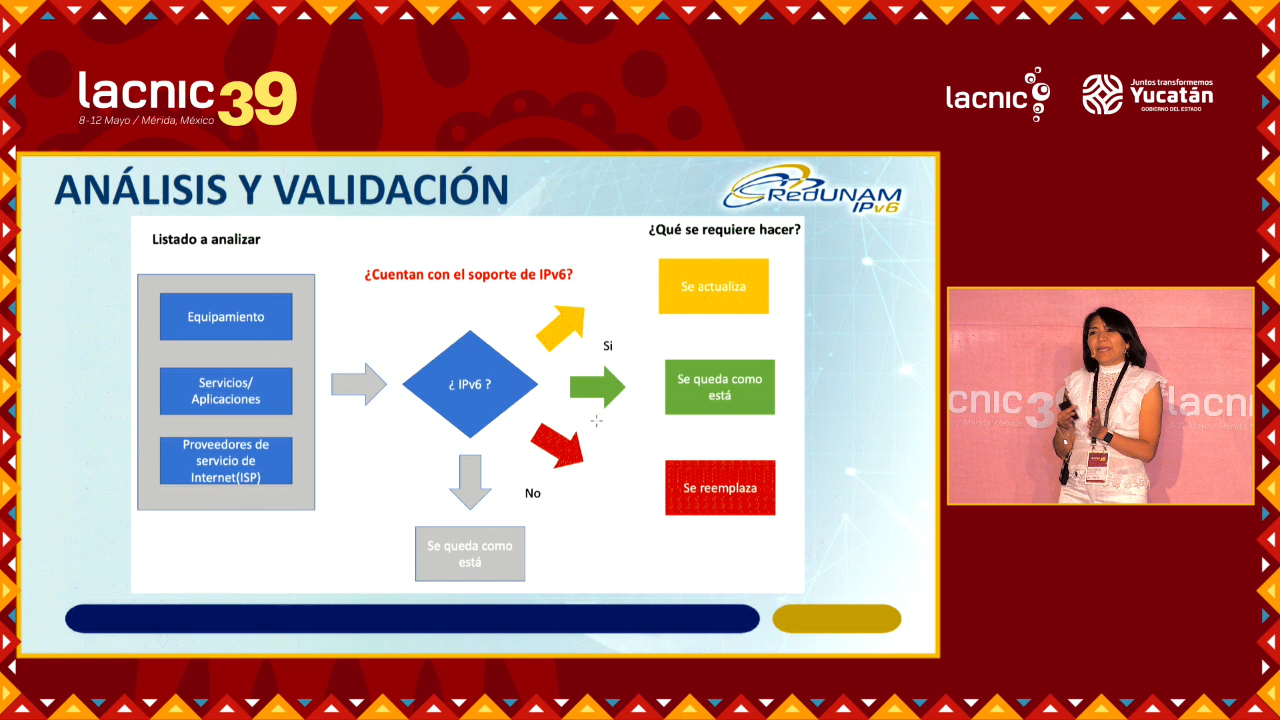 lacnic39
8-12 Mayo / Mérida, México
lacnic
Juntos transformemos
Yucatán
GOBIERNO DEL ESTADO
ANÁLISIS Y VALIDACIÓN
RedUNAM
IPv6
Listado a analizar
¿Qué se requiere hacer?
¿Cuentan con el soporte de IPv6?
Equipamiento
Servicios/
Aplicaciones
Proveedores de
servicio de
Internet(ISP)
¿ IPv6 ?
Si
No
Se actualiza
Se queda como
está
Se reemplaza
Se queda como
está
cnic3
lacni